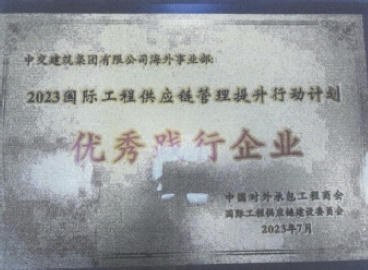 中交建筑集团有限公司海外事业部:
2023国际工程供应链管理提升行动计划
优秀践行企业
中国对外承包工程商会
国际工程供应链建设委员会
2023年7月